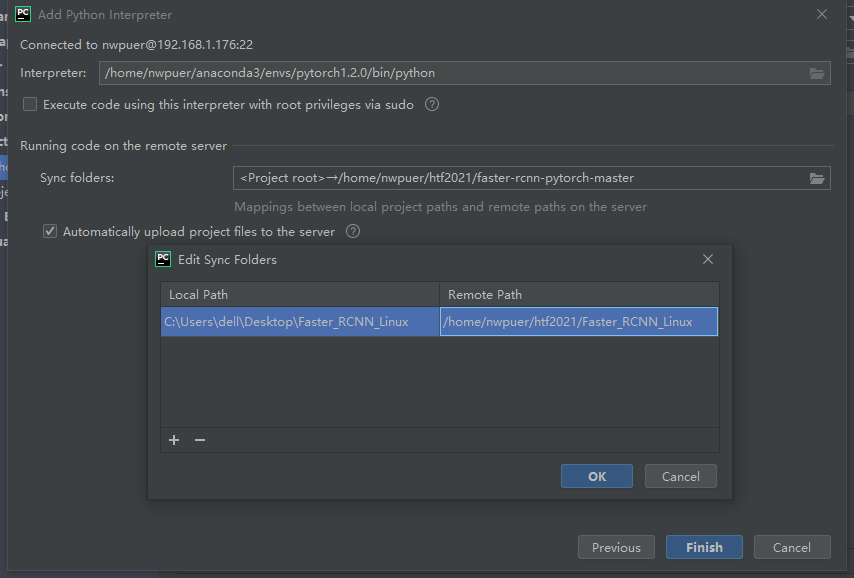 PC Add Python Interpreter
Connected to nwpuer@192.168.1.176:22
Interpreter: /home/nwpuer/anaconda3/envs/pytorch1.2.0/bin/python
Execute code using this interpreter with root privileges via sudo ?
Running code on the remote server
Sync folders: <Project root>→/home/nwpuer/htf2021/faster-rcnn-pytorch-master
Mappings between local project paths and remote paths on the server
Automatically upload project files to the server ?
PC Edit Sync Folders
Local Path Remote Path
C:\Users\dell\Desktop\Faster_RCNN_Linux /home/nwpuer/htf2021/Faster_RCNN_Linux
OK Cancel
Previous Finish Cancel